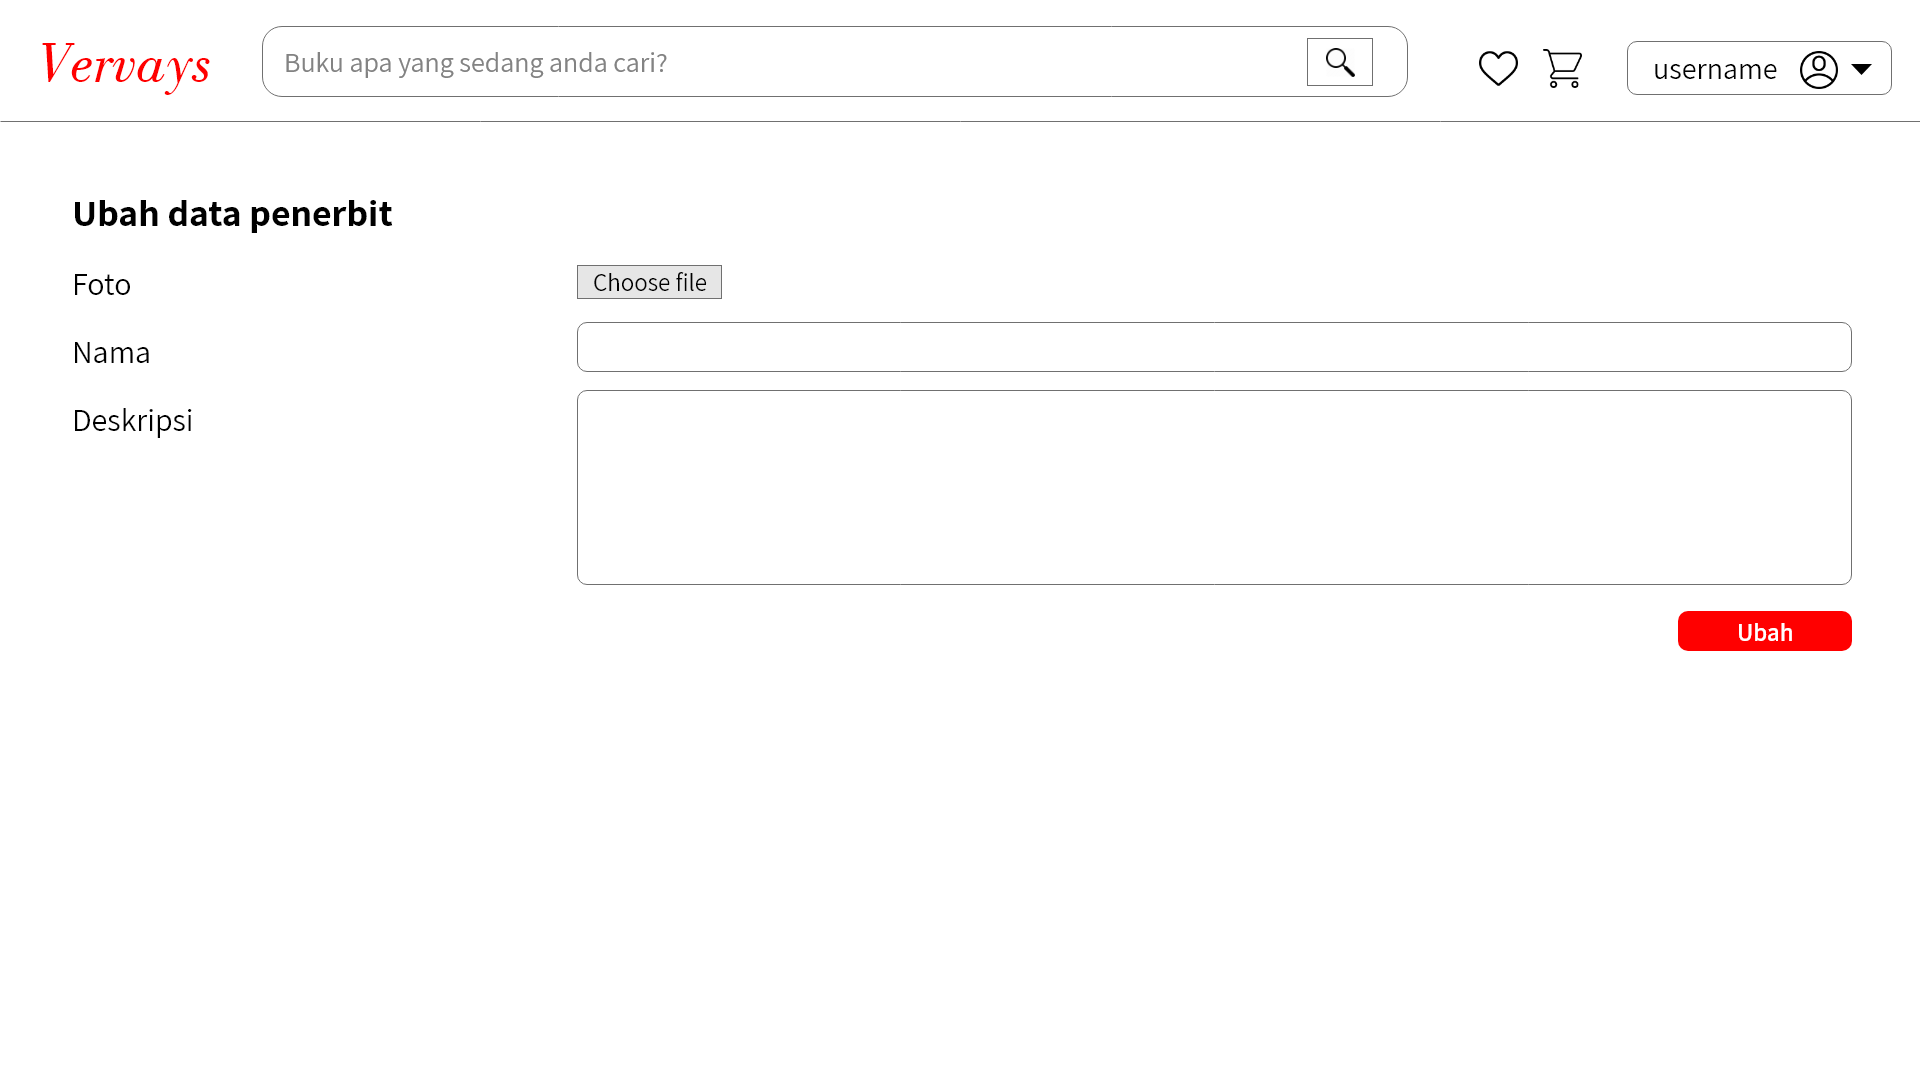 Vervays
Buku apa yang sedang anda cari?
username
Ubah data penerbit
Foto
Choose file
Nama
Deskripsi
Ubah